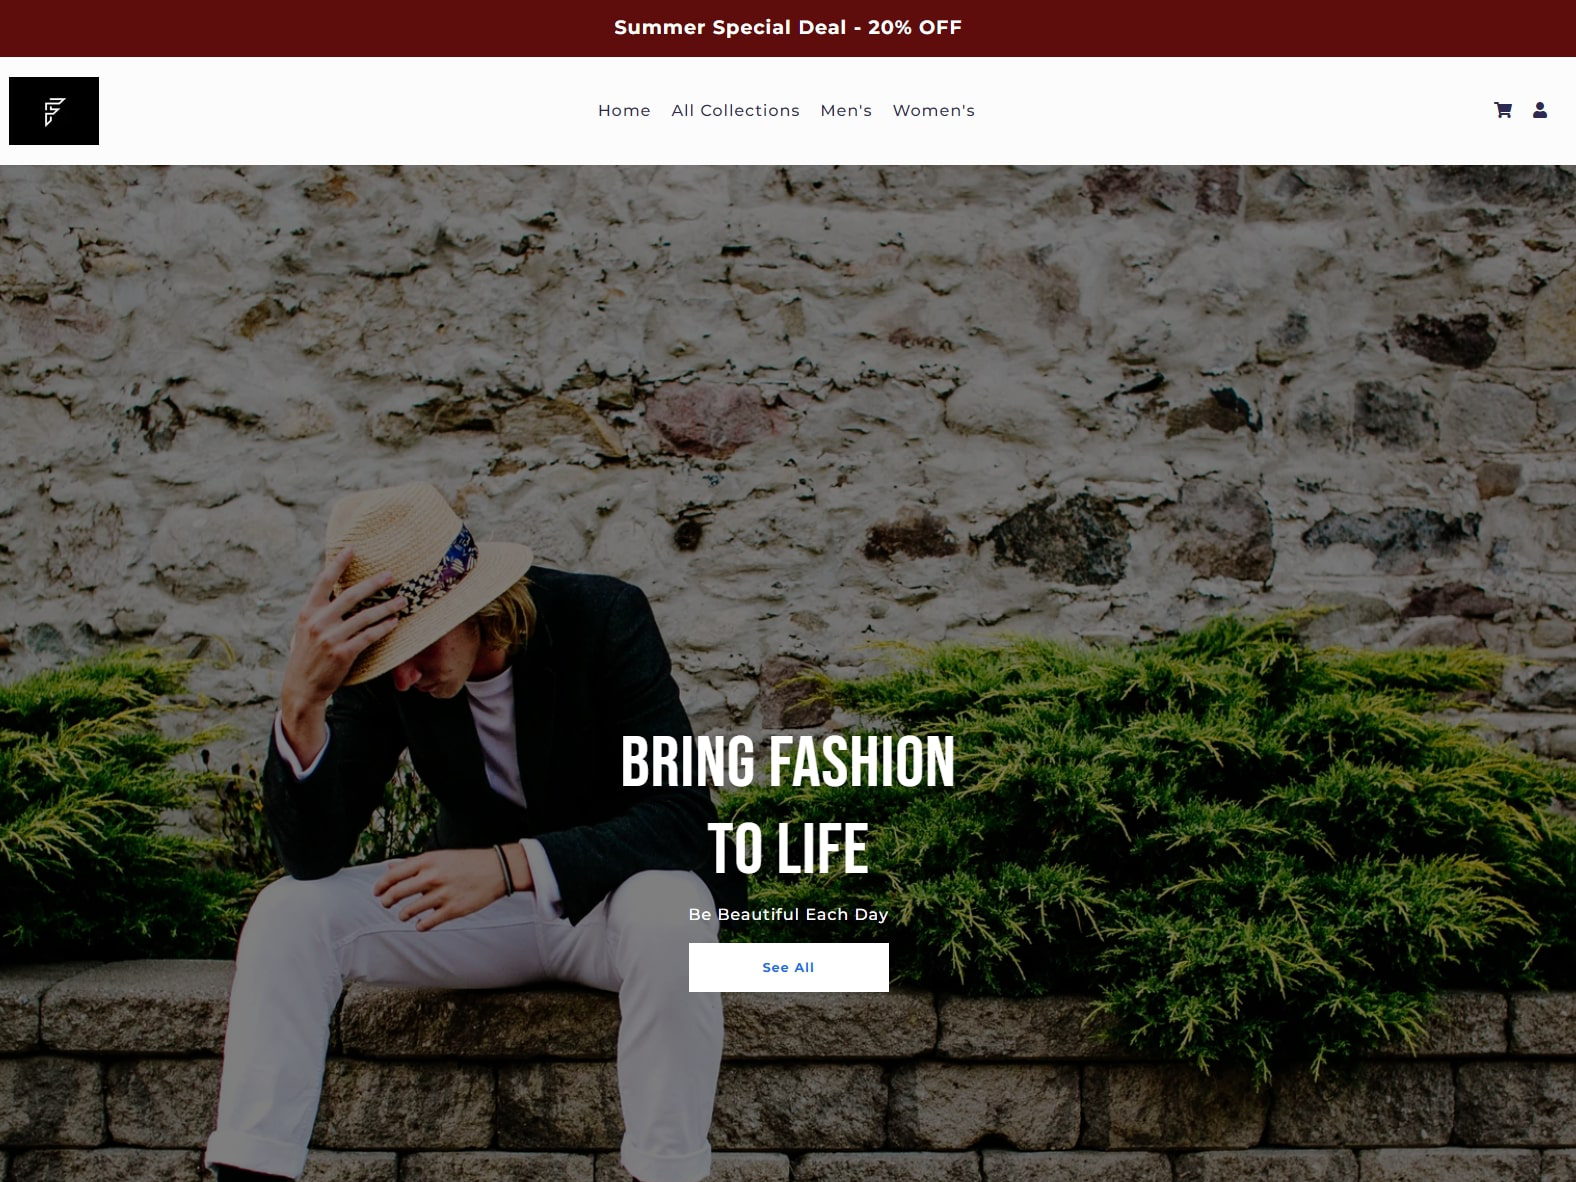 Summer Special Deal - 20% OFF
Home All Collections Men's Women's
BRING FASHION
TO LIFE
Be Beautiful Each Day
See All